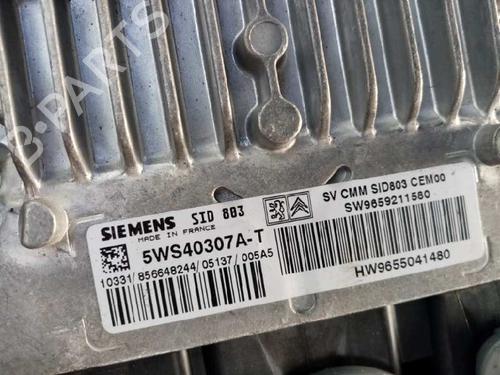 B-PARTS
SIEMENS SID 803
MADE IN FRANCE
5WS40307A-T
10331/856648244/05137/005A5
SV CMM SID803 CEM00
SW9659211580
HW9655041480